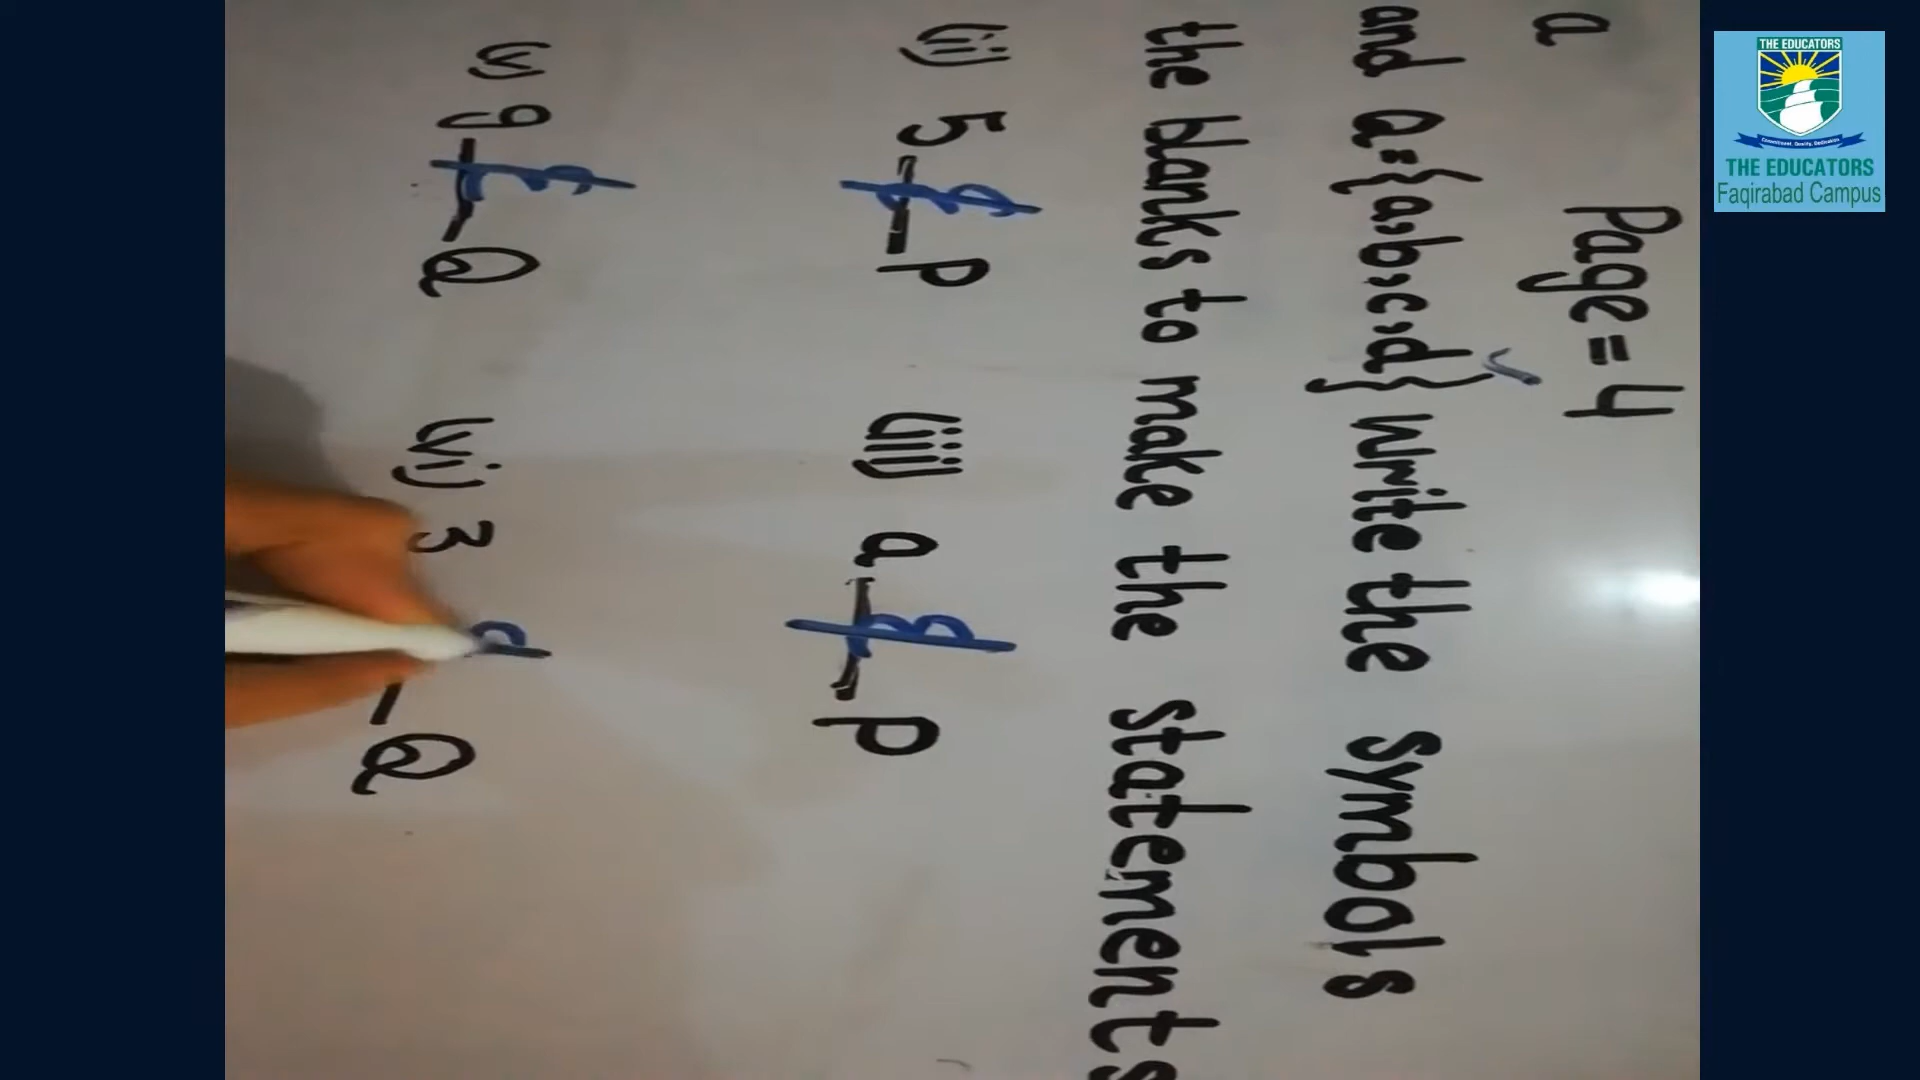 a Page = 4
and Q={a,b,c,d} write the symbols
the blanks to make the statements
(ii) 5 ∉ P (iii) a ∉ P
(v) 9 ∉ Q (vi) 3 Q
THE EDUCATORS
THE EDUCATORS
Faqirabad Campus